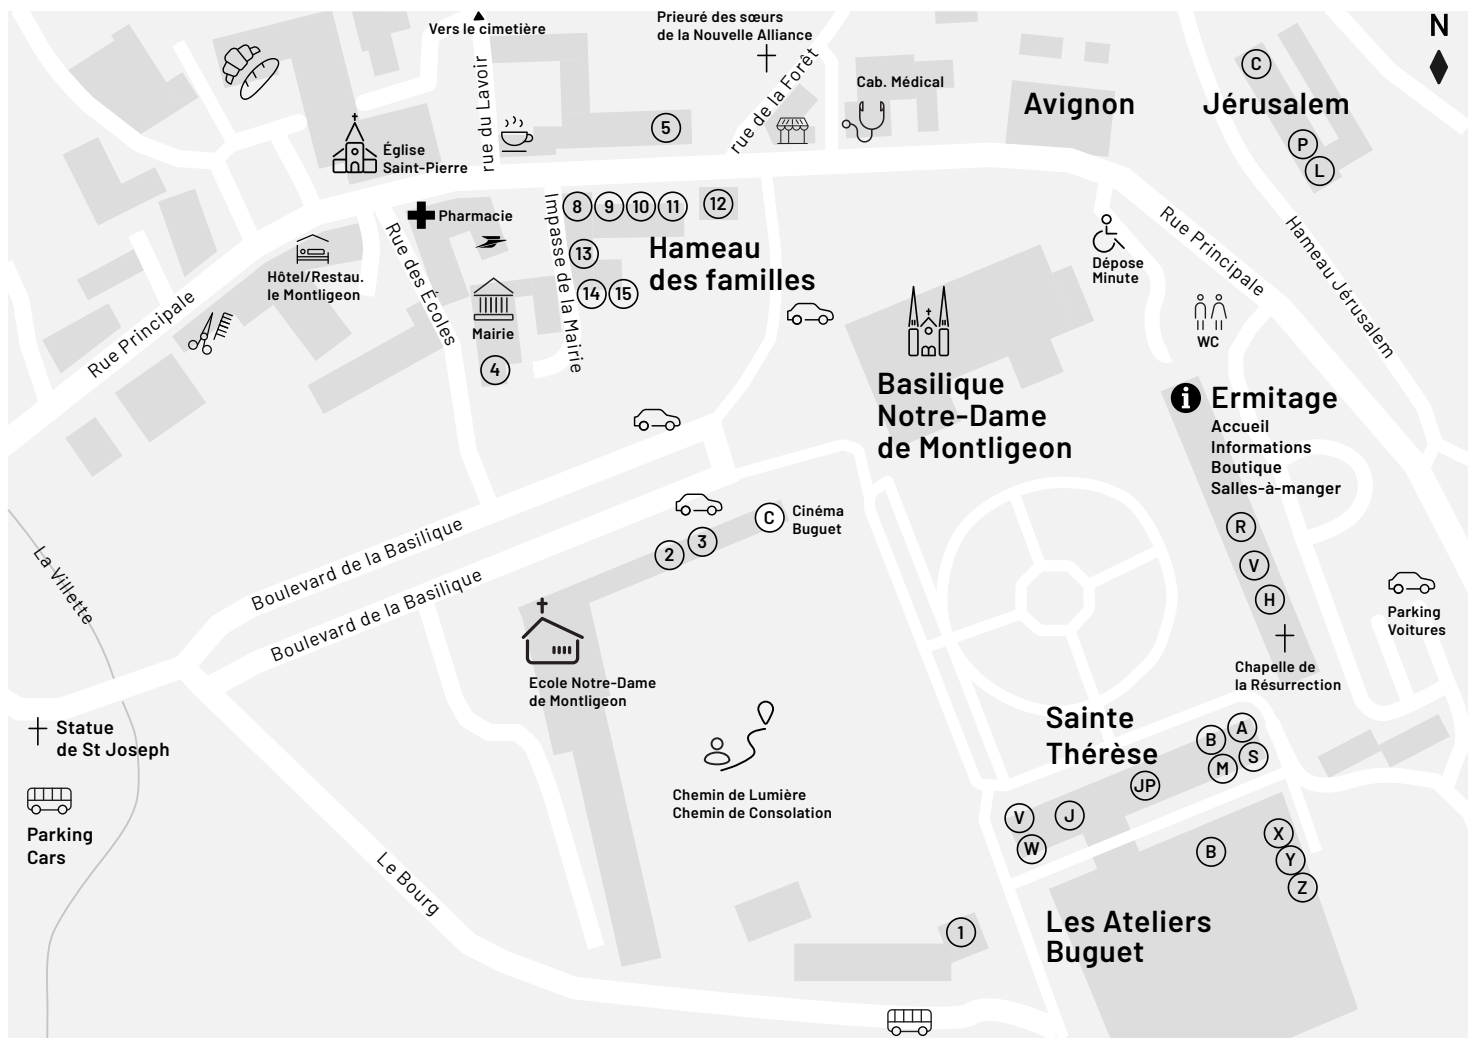 Vers le cimetière
Prieuré des sœurs
de la Nouvelle Alliance
N
C
Cab. Médical
Avignon
Jérusalem
rue du Lavoir
rue de la Forêt
5
P
L
Église
Saint-Pierre
Pharmacie
8
9
10
11
12
Impasse de la Mairie
Hameau
des familles
13
14
15
Rue Principale
Hameau Jérusalem
Dépose
Minute
Hôtel/Restau.
le Montligeon
Rue des Écoles
Rue Principale
Mairie
4
WC
Basilique
Notre-Dame
de Montligeon
i
Ermitage
Accueil
Informations
Boutique
Salles-à-manger
C
Cinéma
Buguet
2
3
R
V
H
Boulevard de la Basilique
Boulevard de la Basilique
La Villette
Parking
Voitures
Chapelle de
la Résurrection
Ecole Notre-Dame
de Montligeon
Statue
de St Joseph
Sainte
Thérèse
A
B
S
M
JP
J
V
W
Chemin de Lumière
Chemin de Consolation
Parking
Cars
Le Bourg
B
X
Y
Z
Les Ateliers
Buguet
1